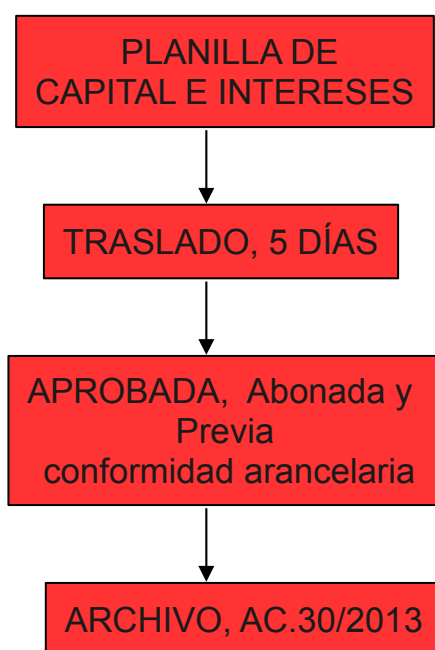 PLANILLA DE
CAPITAL E INTERESES
TRASLADO, 5 DÍAS
APROBADA, Abonada y
Previa
conformidad arancelaria
ARCHIVO, AC.30/2013